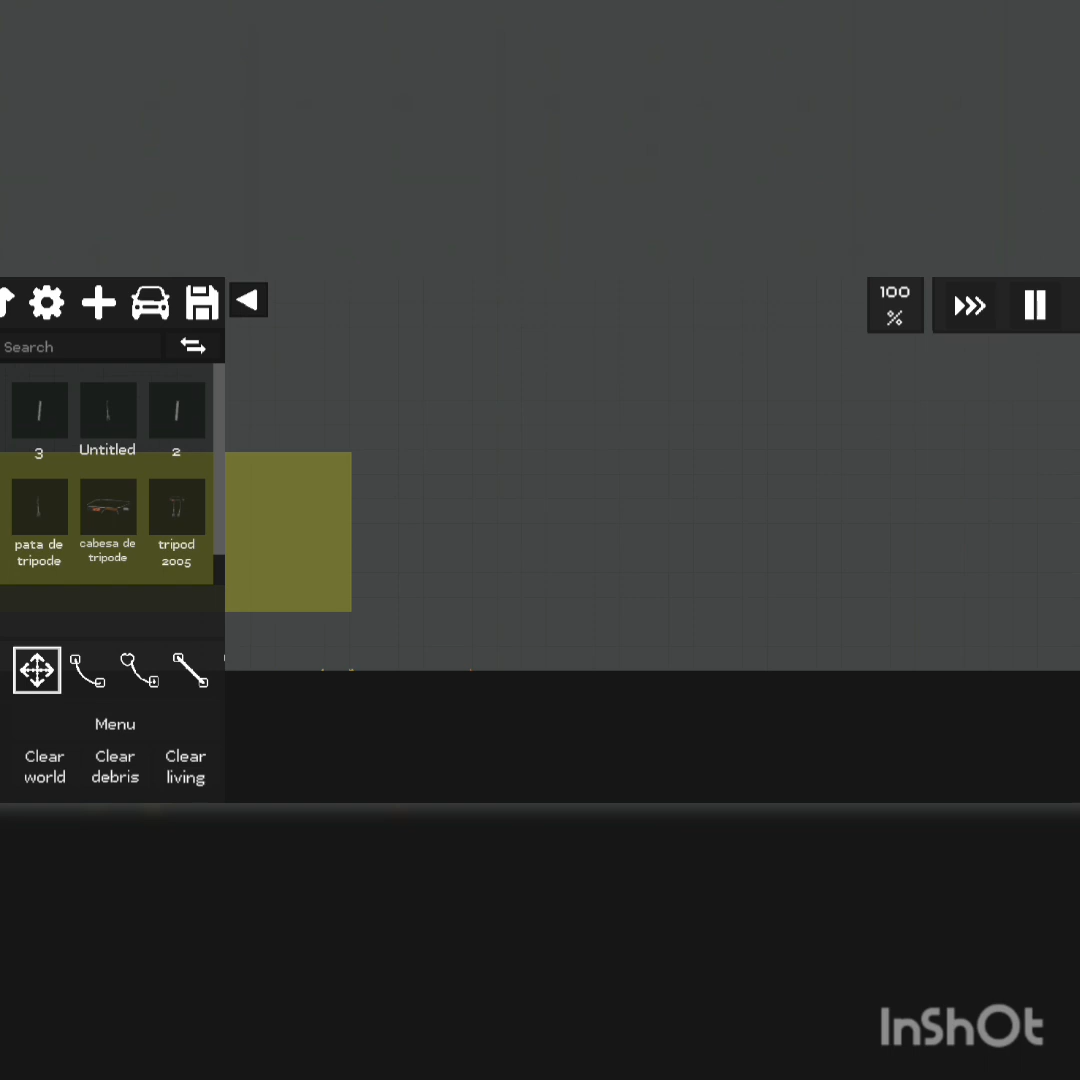 100
%
Search
3 Untitled 2
pata de cabesa de tripod
tripode tripode 2005
Menu
Clear Clear Clear
world debris living
InShOt